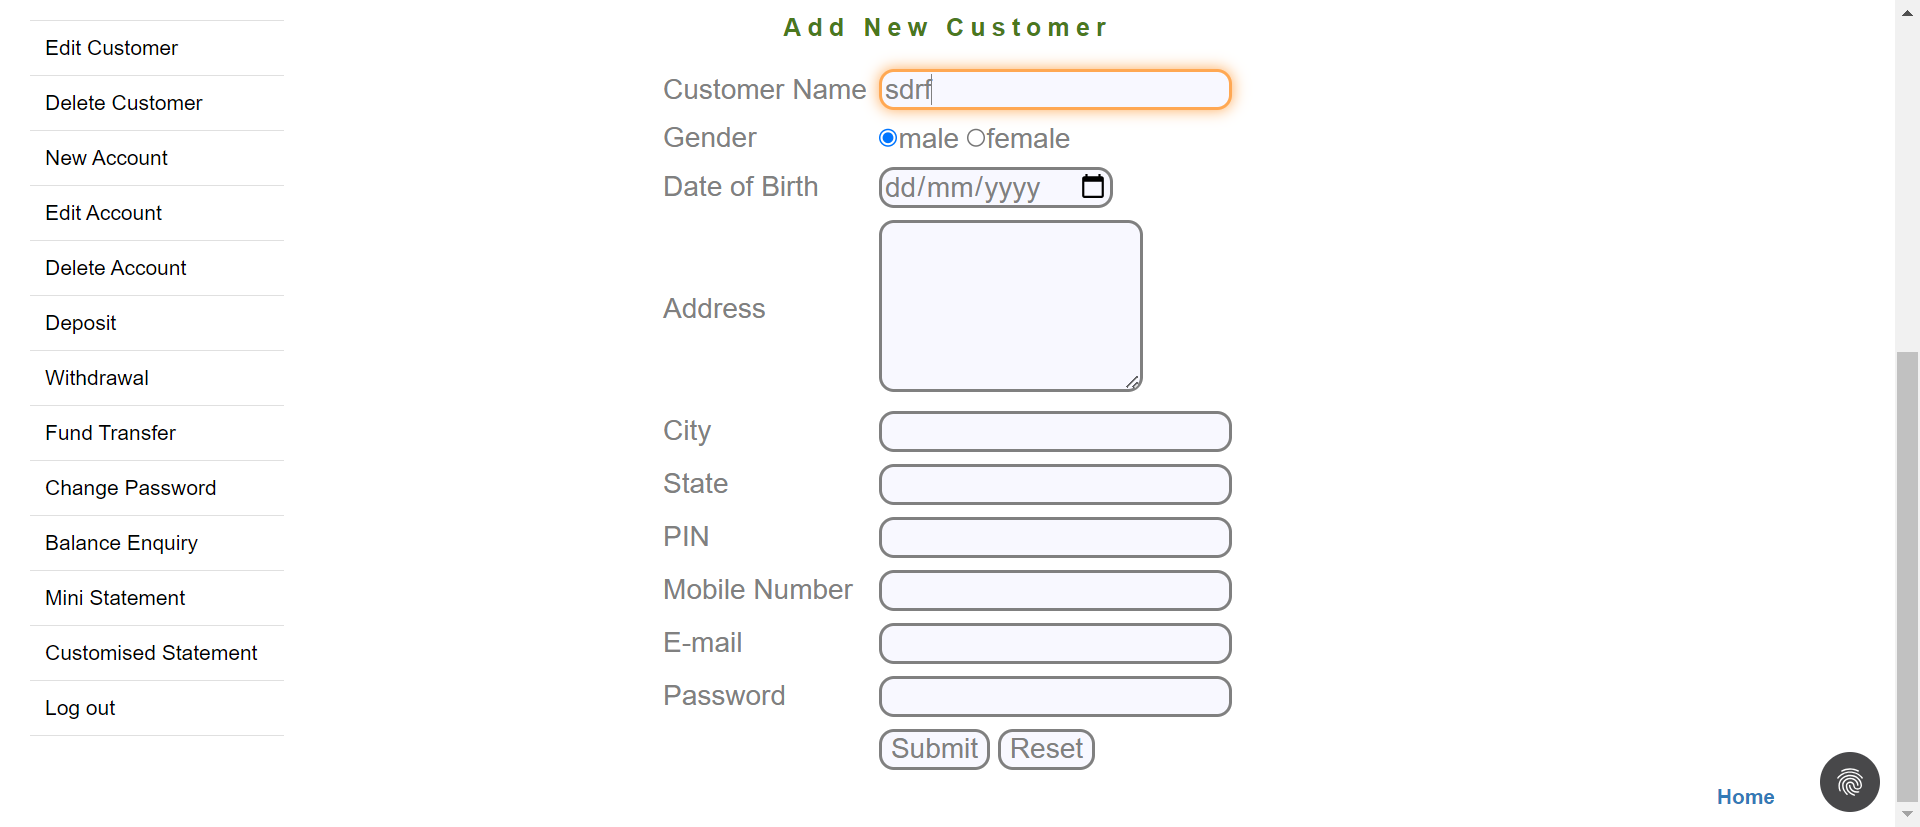 Edit Customer
Delete Customer
New Account
Edit Account
Delete Account
Deposit
Withdrawal
Fund Transfer
Change Password
Balance Enquiry
Mini Statement
Customised Statement
Log out
Add New Customer
Customer Name sdrf
Gender male female
Date of Birth dd/mm/yyyy
Address
City
State
PIN
Mobile Number
E-mail
Password
Submit Reset
Home